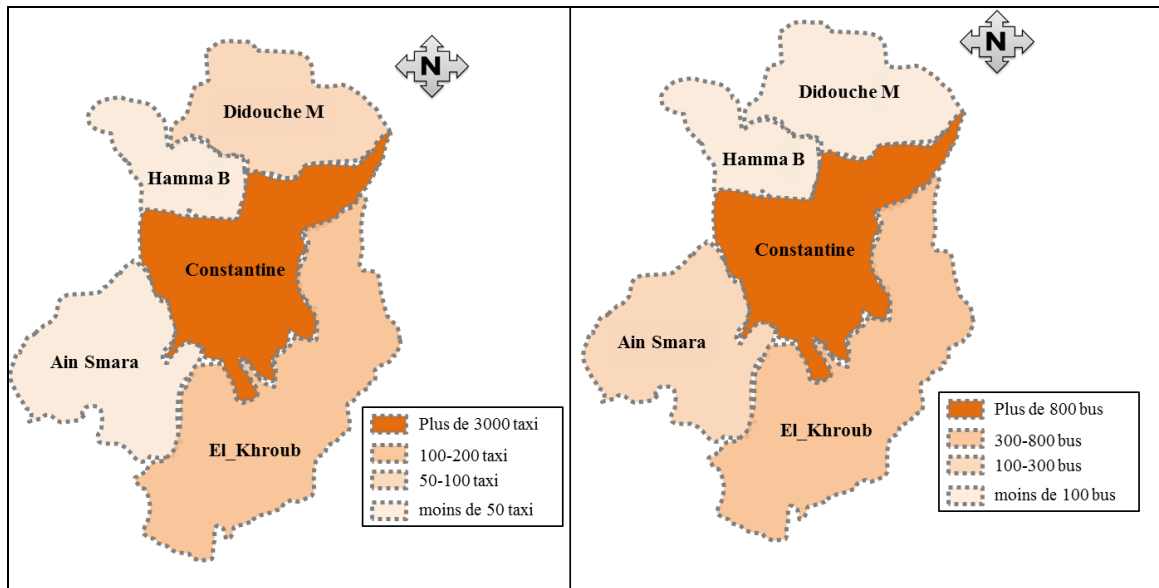 N
Didouche M
Hamma B
Constantine
Ain Smara
El_Khroub
Plus de 3000 taxi
100-200 taxi
50-100 taxi
moins de 50 taxi
N
Didouche M
Hamma B
Constantine
Ain Smara
El_Khroub
Plus de 800 bus
300-800 bus
100-300 bus
moins de 100 bus